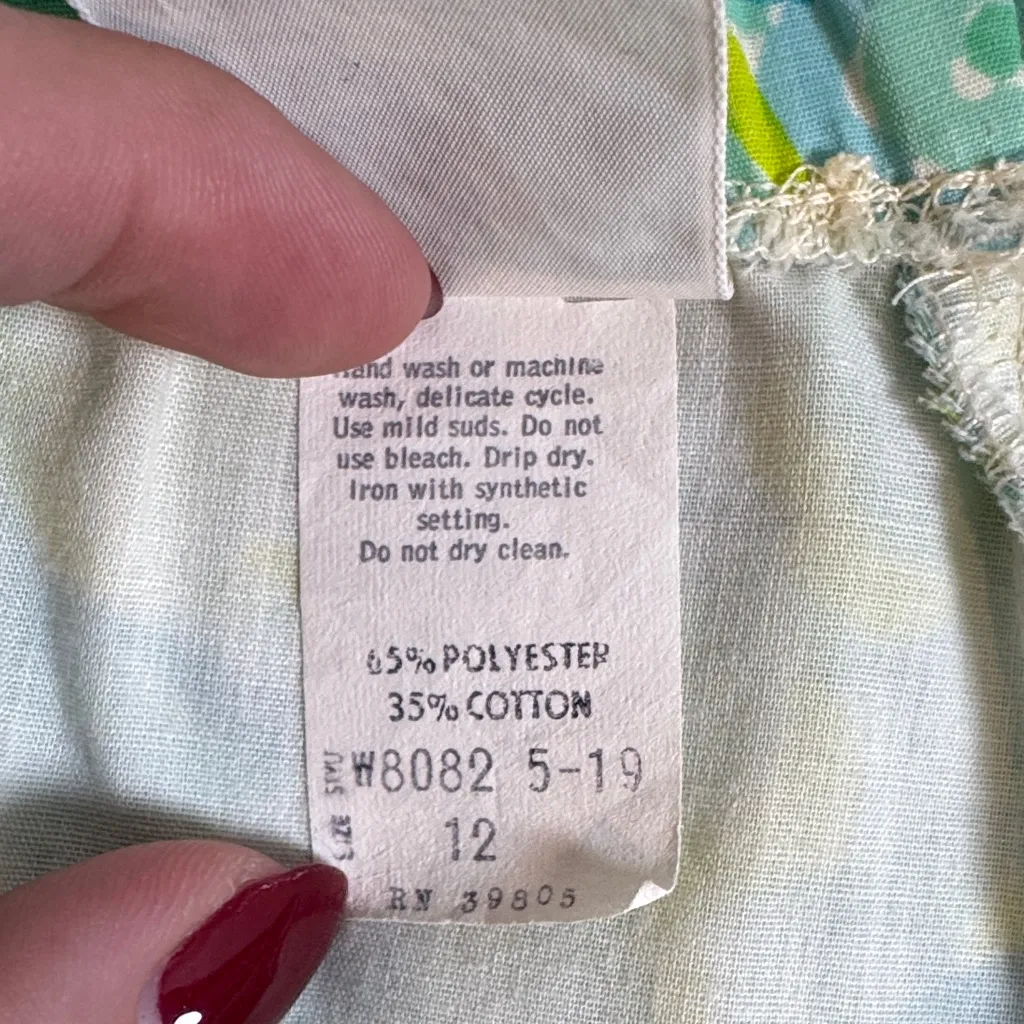 Hand wash or machine
wash, delicate cycle.
Use mild suds. Do not
use bleach. Drip dry.
Iron with synthetic
setting.
Do not dry clean.
65% POLYESTER
35% COTTON
STYLE W8082 5-19
SIZE 12
RN 39805